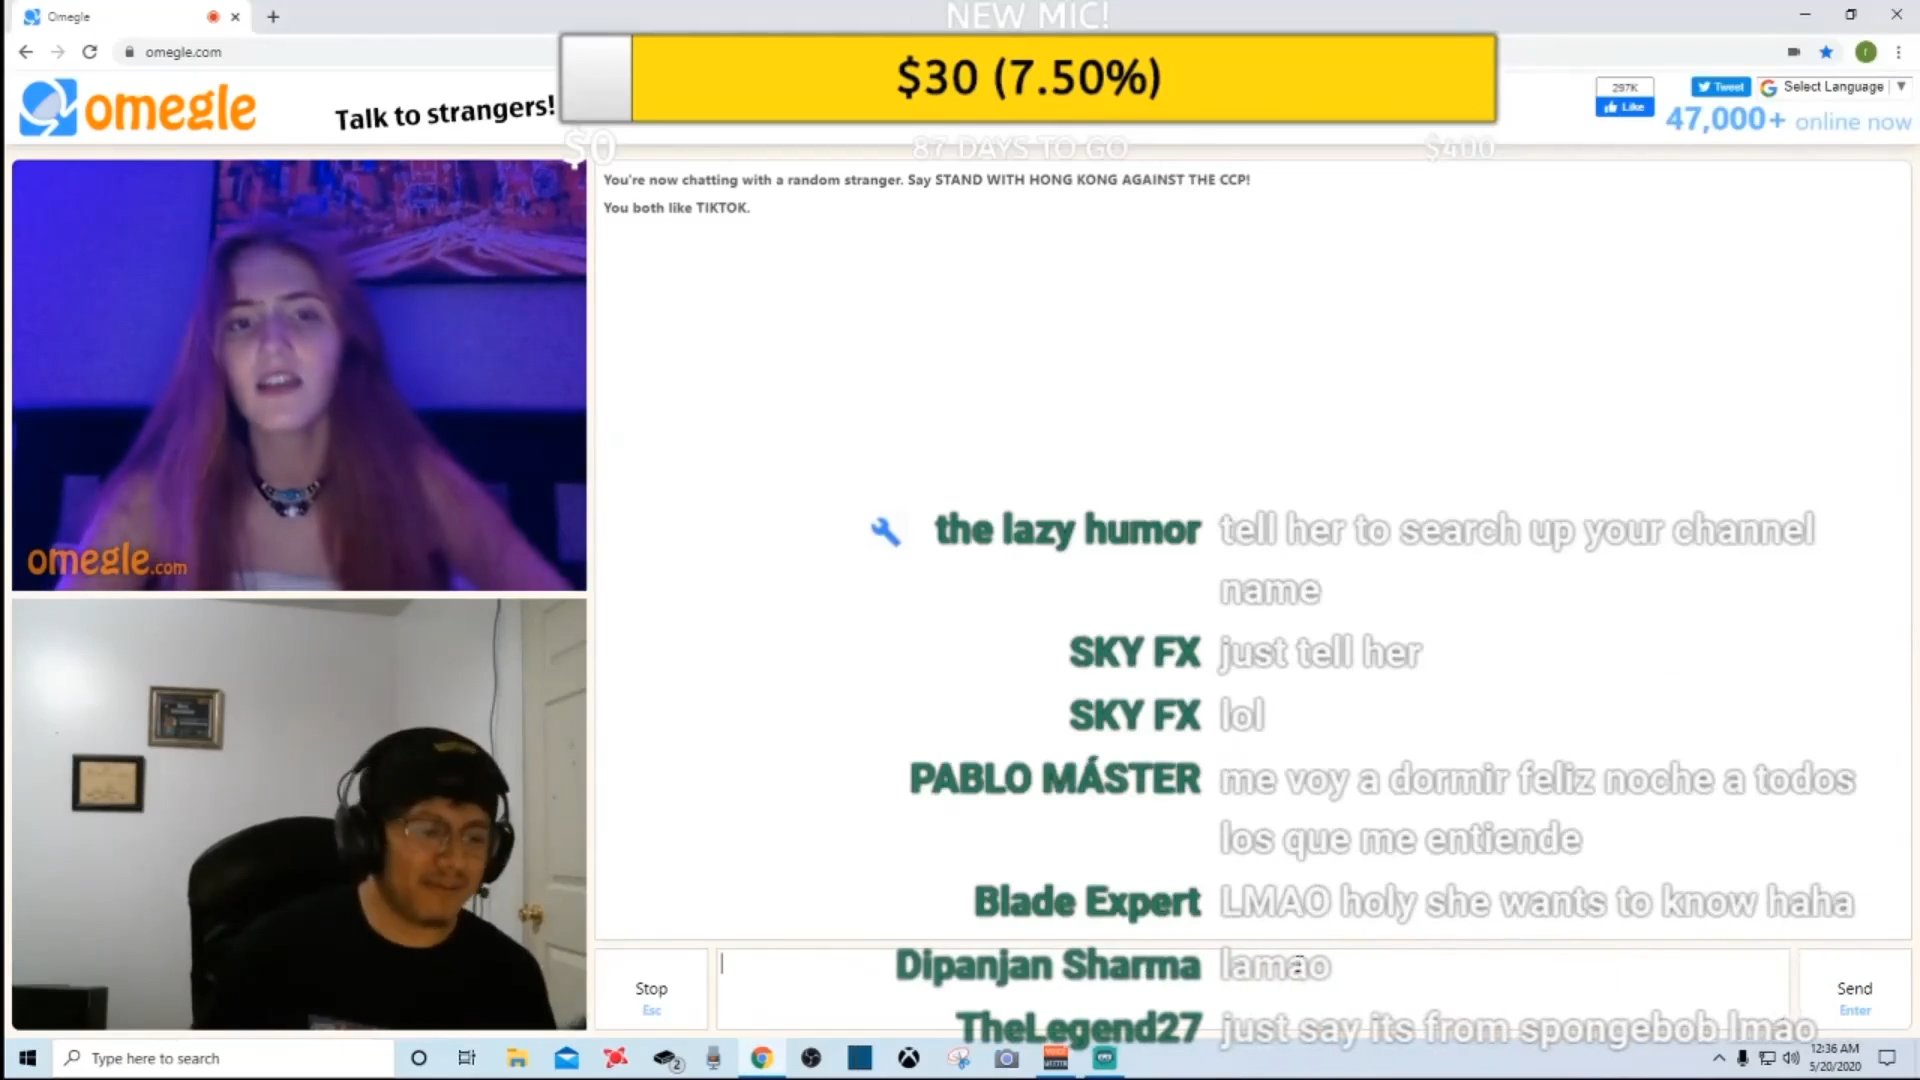 Omegle
NEW MIC!
omegle.com
$30 (7.50%)
omegle
Talk to strangers!
297K
Like
Tweet
Select Language
47,000+ online now
$0
87 DAYS TO GO
$400
You're now chatting with a random stranger. Say STAND WITH HONG KONG AGAINST THE CCP!
You both like TIKTOK.
omegle.com
the lazy humor tell her to search up your channel
name
SKY FX just tell her
SKY FX lol
PABLO MÁSTER me voy a dormir feliz noche a todos
los que me entiende
Blade Expert LMAO holy she wants to know haha
Dipanjan Sharma lamao
TheLegend27 just say its from spongebob lmao
Stop
Esc
Send
Enter
Type here to search
2
12:36 AM
5/20/2020